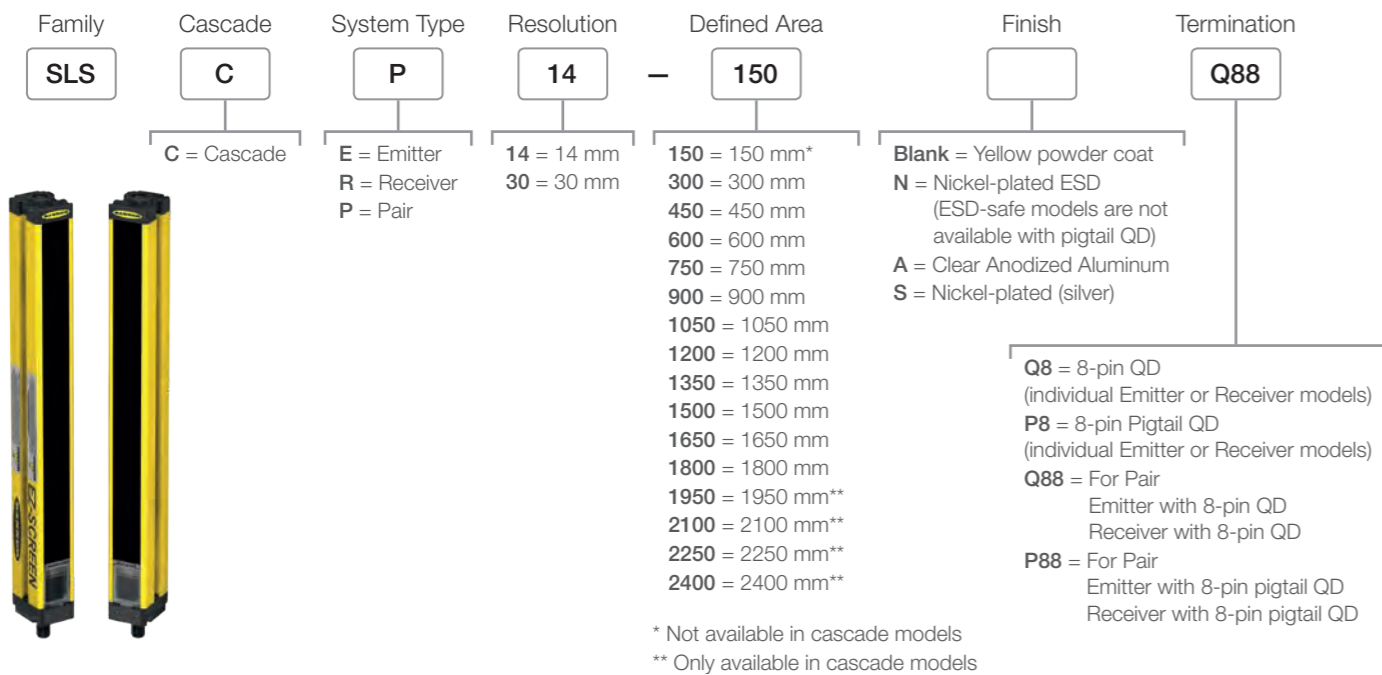 Family Cascade System Type Resolution Defined Area Finish Termination
SLS C P 14 – 150 Q88
C = Cascade
E = Emitter
R = Receiver
P = Pair
14 = 14 mm
30 = 30 mm
150 = 150 mm*
300 = 300 mm
450 = 450 mm
600 = 600 mm
750 = 750 mm
900 = 900 mm
1050 = 1050 mm
1200 = 1200 mm
1350 = 1350 mm
1500 = 1500 mm
1650 = 1650 mm
1800 = 1800 mm
1950 = 1950 mm**
2100 = 2100 mm**
2250 = 2250 mm**
2400 = 2400 mm**
* Not available in cascade models
** Only available in cascade models
Blank = Yellow powder coat
N = Nickel-plated ESD
(ESD-safe models are not
available with pigtail QD)
A = Clear Anodized Aluminum
S = Nickel-plated (silver)
Q8 = 8-pin QD
(individual Emitter or Receiver models)
P8 = 8-pin Pigtail QD
(individual Emitter or Receiver models)
Q88 = For Pair
Emitter with 8-pin QD
Receiver with 8-pin QD
P88 = For Pair
Emitter with 8-pin pigtail QD
Receiver with 8-pin pigtail QD
EZ-SCREEN